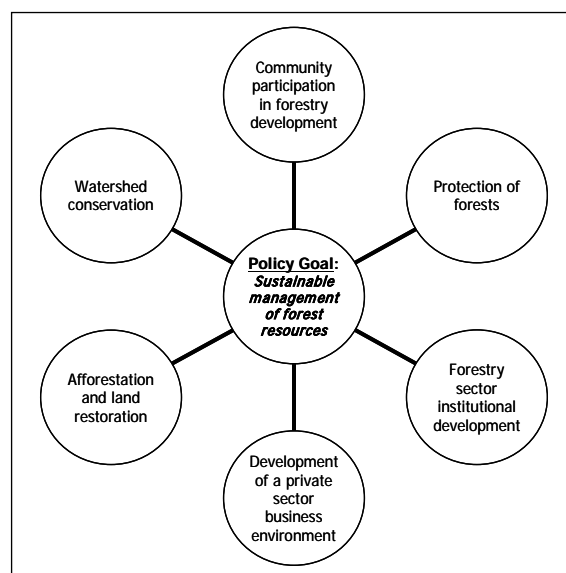 Community
participation
in forestry
development
Watershed
conservation
Protection of
forests
Policy Goal:
Sustainable
management
of forest
resources
Afforestation
and land
restoration
Forestry
sector
institutional
development
Development
of a private
sector
business
environment